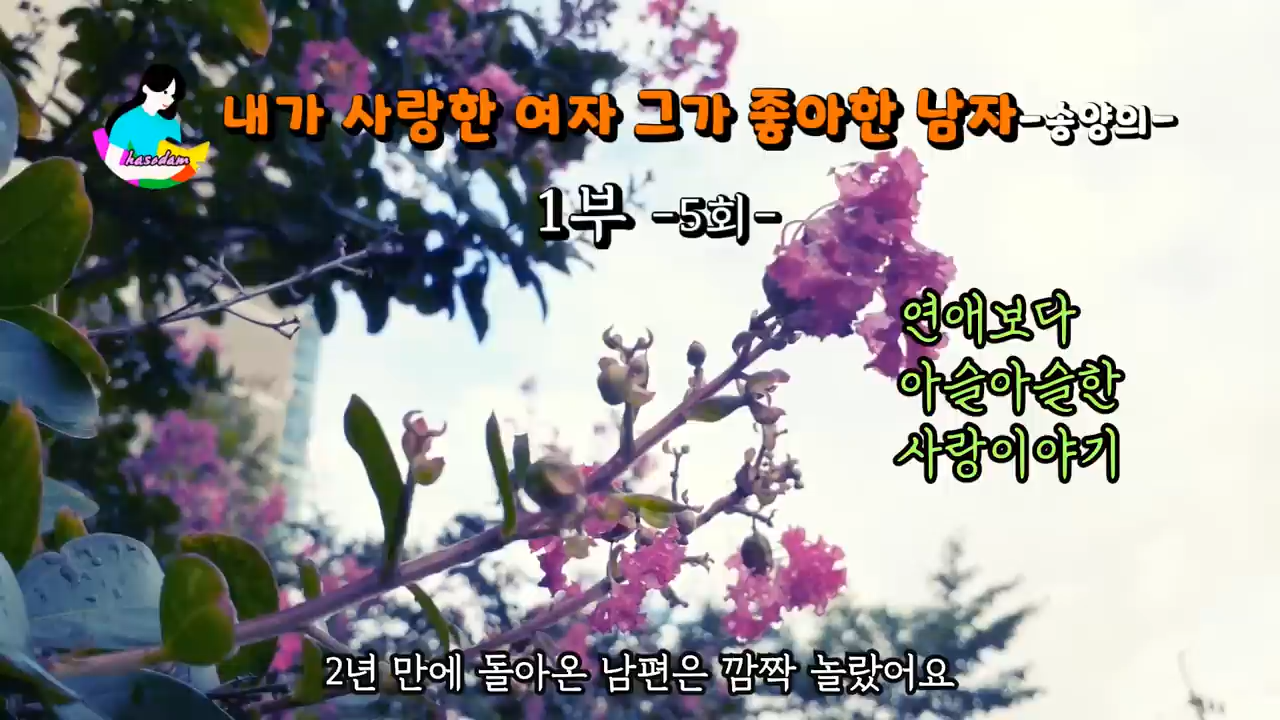 내가 사랑한 여자 그가 좋아한 남자-송양의-
hasodam
1부 -5회-
연애보다
아슬아슬한
사랑이야기
2년 만에 돌아온 남편은 깜짝 놀랐어요